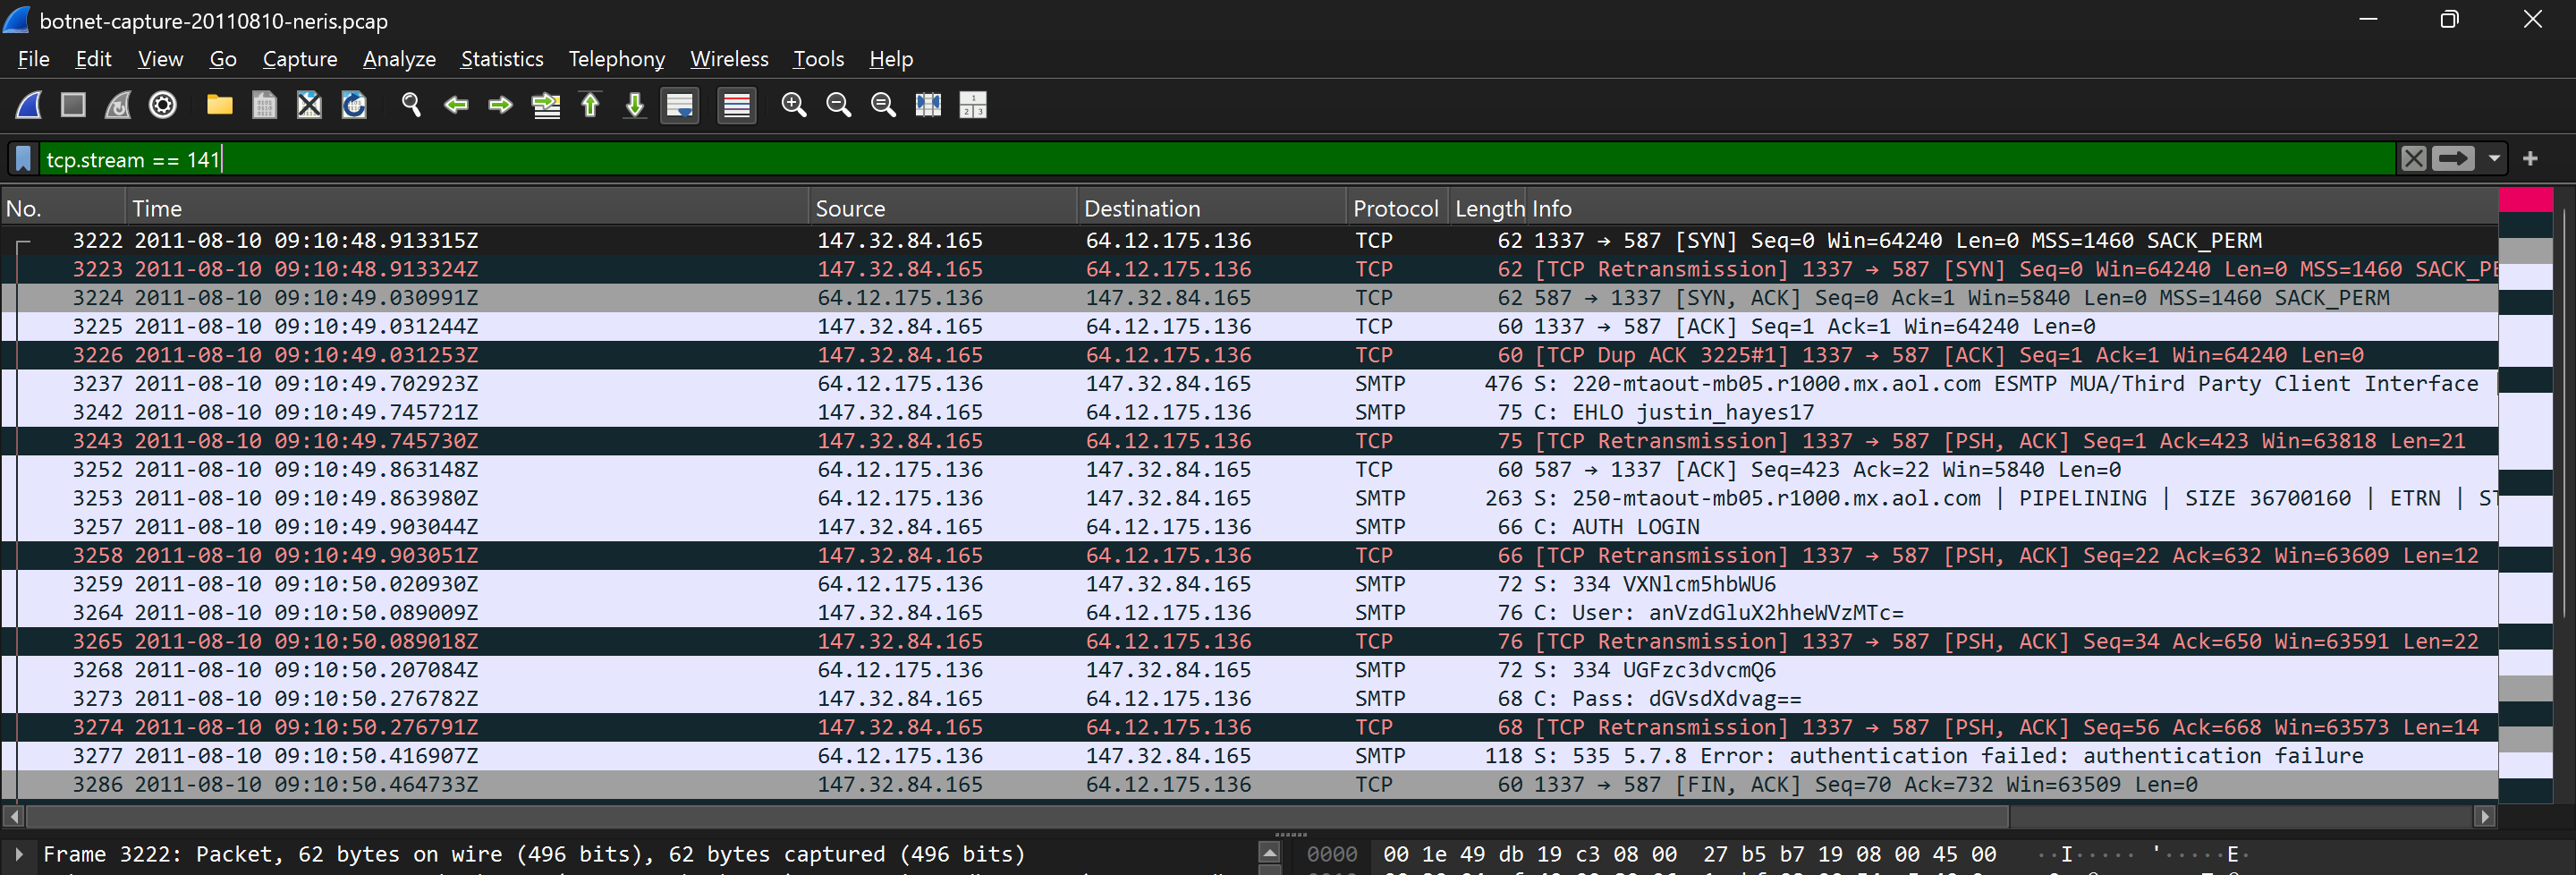 botnet-capture-20110810-neris.pcap
File Edit View Go Capture Analyze Statistics Telephony Wireless Tools Help
tcp.stream == 141
No. Time Source Destination Protocol Length Info
3222 2011-08-10 09:10:48.913315Z 147.32.84.165 64.12.175.136 TCP 62 1337 → 587 [SYN] Seq=0 Win=64240 Len=0 MSS=1460 SACK_PERM
3223 2011-08-10 09:10:48.913324Z 147.32.84.165 64.12.175.136 TCP 62 [TCP Retransmission] 1337 → 587 [SYN] Seq=0 Win=64240 Len=0 MSS=1460 SACK_PE
3224 2011-08-10 09:10:49.030991Z 64.12.175.136 147.32.84.165 TCP 62 587 → 1337 [SYN, ACK] Seq=0 Ack=1 Win=5840 Len=0 MSS=1460 SACK_PERM
3225 2011-08-10 09:10:49.031244Z 147.32.84.165 64.12.175.136 TCP 60 1337 → 587 [ACK] Seq=1 Ack=1 Win=64240 Len=0
3226 2011-08-10 09:10:49.031253Z 147.32.84.165 64.12.175.136 TCP 60 [TCP Dup ACK 3225#1] 1337 → 587 [ACK] Seq=1 Ack=1 Win=64240 Len=0
3237 2011-08-10 09:10:49.702923Z 64.12.175.136 147.32.84.165 SMTP 476 S: 220-mtaout-mb05.r1000.mx.aol.com ESMTP MUA/Third Party Client Interface
3242 2011-08-10 09:10:49.745721Z 147.32.84.165 64.12.175.136 SMTP 75 C: EHLO justin_hayes17
3243 2011-08-10 09:10:49.745730Z 147.32.84.165 64.12.175.136 TCP 75 [TCP Retransmission] 1337 → 587 [PSH, ACK] Seq=1 Ack=423 Win=63818 Len=21
3252 2011-08-10 09:10:49.863148Z 64.12.175.136 147.32.84.165 TCP 60 587 → 1337 [ACK] Seq=423 Ack=22 Win=5840 Len=0
3253 2011-08-10 09:10:49.863980Z 64.12.175.136 147.32.84.165 SMTP 263 S: 250-mtaout-mb05.r1000.mx.aol.com | PIPELINING | SIZE 36700160 | ETRN | ST
3257 2011-08-10 09:10:49.903044Z 147.32.84.165 64.12.175.136 SMTP 66 C: AUTH LOGIN
3258 2011-08-10 09:10:49.903051Z 147.32.84.165 64.12.175.136 TCP 66 [TCP Retransmission] 1337 → 587 [PSH, ACK] Seq=22 Ack=632 Win=63609 Len=12
3259 2011-08-10 09:10:50.020930Z 64.12.175.136 147.32.84.165 SMTP 72 S: 334 VXNlcm5hbWU6
3264 2011-08-10 09:10:50.089009Z 147.32.84.165 64.12.175.136 SMTP 76 C: User: anVzdGluX2hheWVzMTc=
3265 2011-08-10 09:10:50.089018Z 147.32.84.165 64.12.175.136 TCP 76 [TCP Retransmission] 1337 → 587 [PSH, ACK] Seq=34 Ack=650 Win=63591 Len=22
3268 2011-08-10 09:10:50.207084Z 64.12.175.136 147.32.84.165 SMTP 72 S: 334 UGFzc3dvcmQ6
3273 2011-08-10 09:10:50.276782Z 147.32.84.165 64.12.175.136 SMTP 68 C: Pass: dGVsdXdvag==
3274 2011-08-10 09:10:50.276791Z 147.32.84.165 64.12.175.136 TCP 68 [TCP Retransmission] 1337 → 587 [PSH, ACK] Seq=56 Ack=668 Win=63573 Len=14
3277 2011-08-10 09:10:50.416907Z 64.12.175.136 147.32.84.165 SMTP 118 S: 535 5.7.8 Error: authentication failed: authentication failure
3286 2011-08-10 09:10:50.464733Z 147.32.84.165 64.12.175.136 TCP 60 1337 → 587 [FIN, ACK] Seq=70 Ack=732 Win=63509 Len=0
Frame 3222: Packet, 62 bytes on wire (496 bits), 62 bytes captured (496 bits)
0000 00 1e 49 db 19 c3 08 00 27 b5 b7 19 08 00 45 00 ··I····· '·····E·